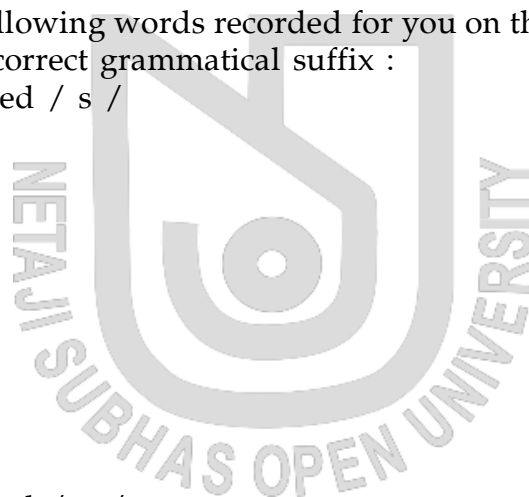 llowing words recorded for you on th
correct grammatical suffix :
ed / s /
NETAJI SUBHAS OPEN UNIVERSITY